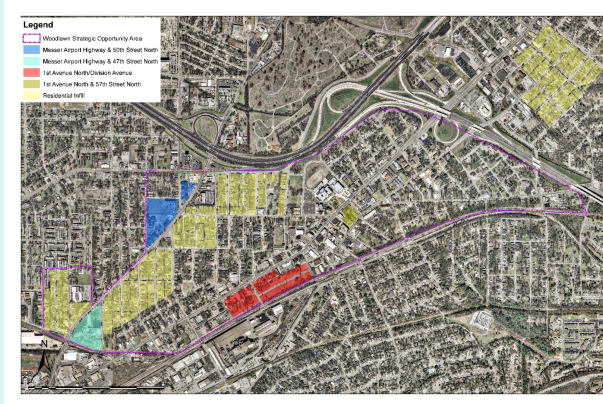 Legend
Woodlawn Strategic Opportunity Area
Messer Airport Highway & 50th Street North
Messer Airport Highway & 47th Street North
1st Avenue North/Division Avenue
1st Avenue North & 57th Street North
Residential Infill
N